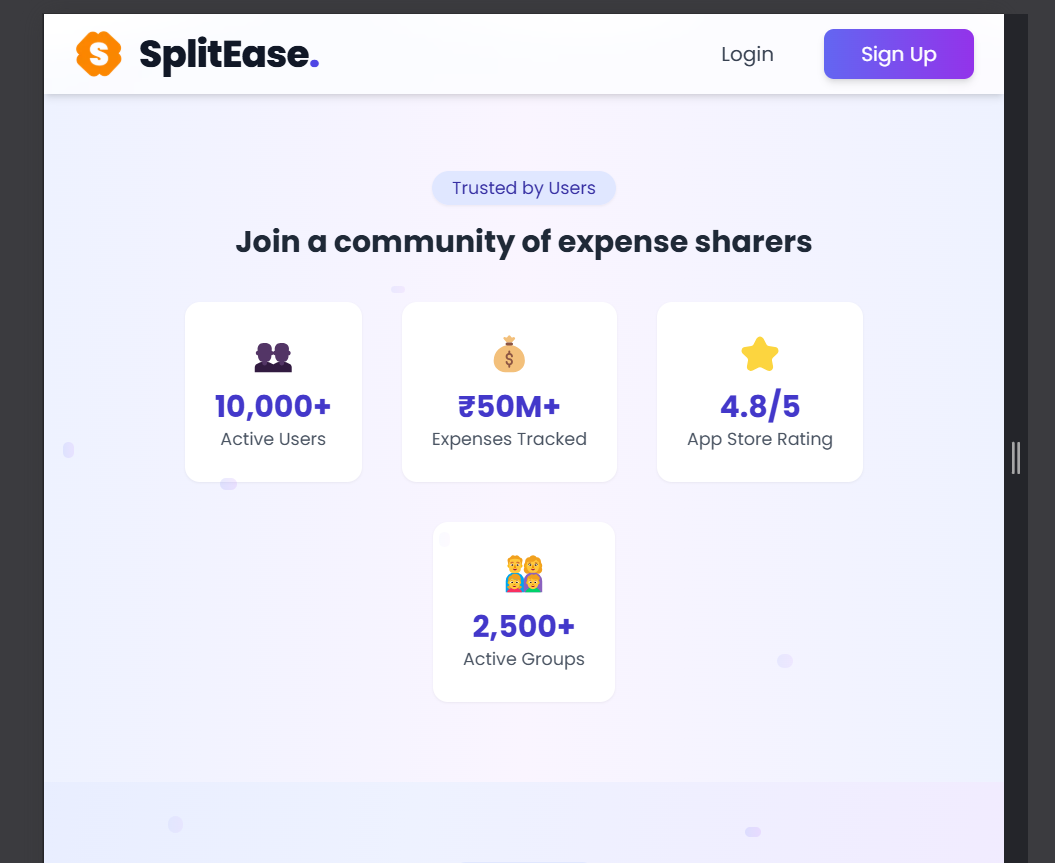 S SplitEase.
Login
Sign Up
Trusted by Users
Join a community of expense sharers
$
10,000+
Active Users
₹50M+
Expenses Tracked
4.8/5
App Store Rating
2,500+
Active Groups